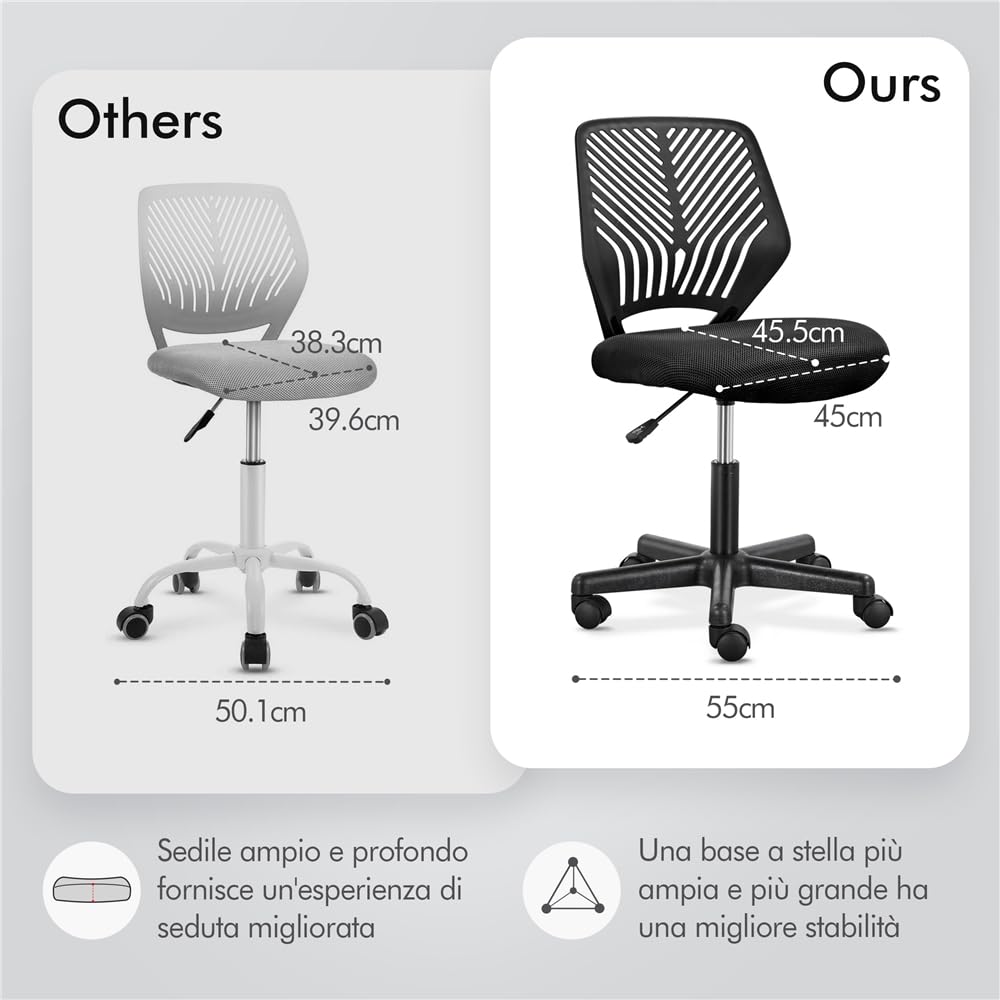 Others
Ours
38.3cm
39.6cm
50.1cm
45.5cm
45cm
55cm
Sedile ampio e profondo
fornisce un'esperienza di
seduta migliorata
Una base a stella più
ampia e più grande ha
una migliore stabilità